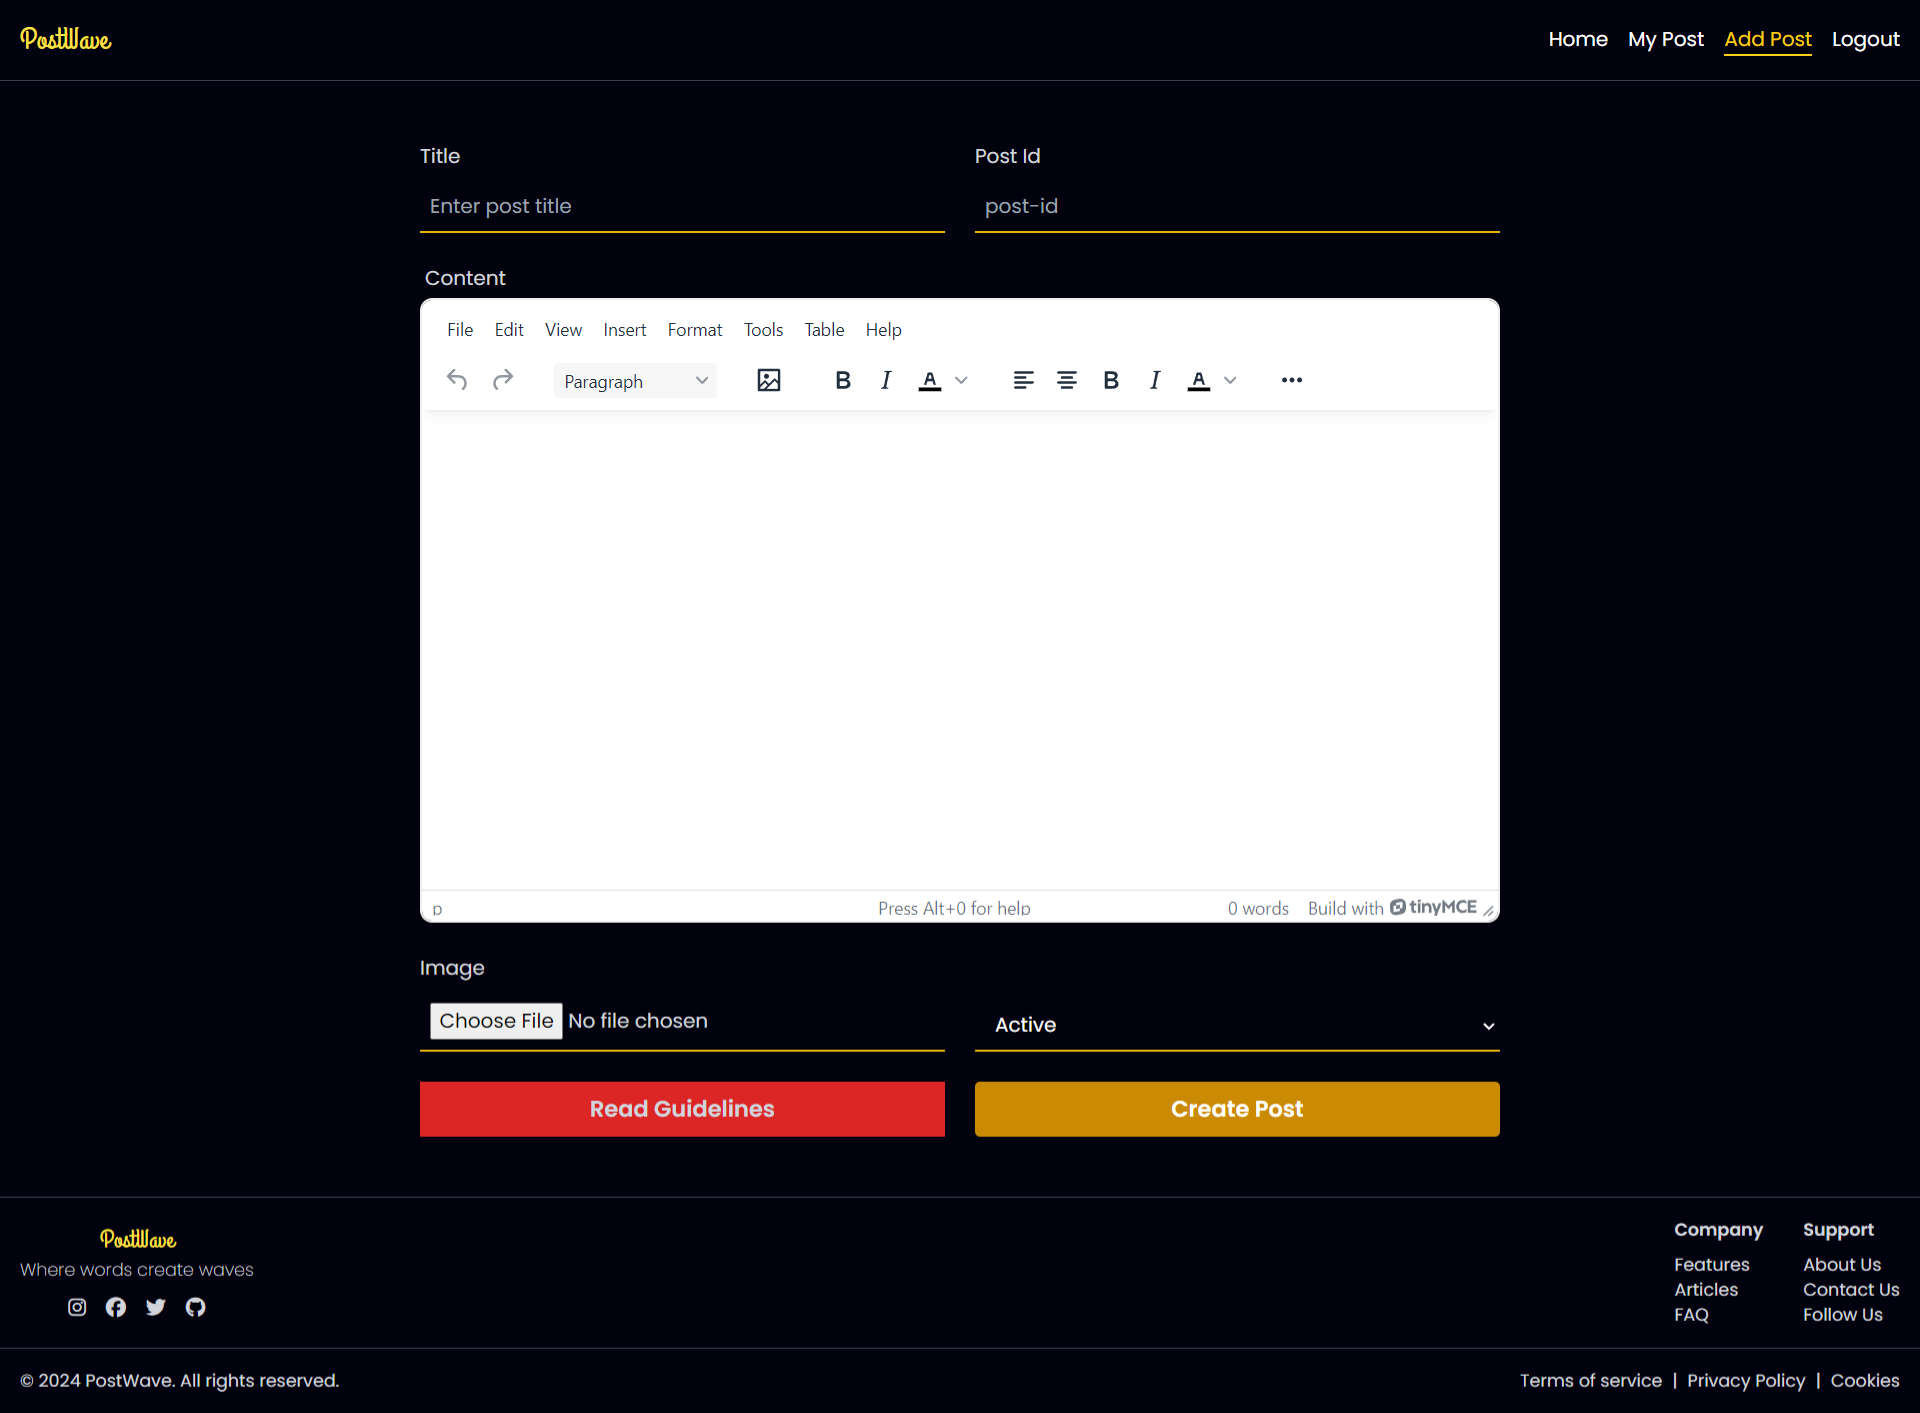 PostWave
Home My Post Add Post Logout
Title
Post Id
Enter post title
post-id
Content
File Edit View Insert Format Tools Table Help
Paragraph B I A B I A
p Press Alt+0 for help 0 words Build with tinyMCE
Image
Choose File No file chosen
Active
Read Guidelines
Create Post
PostWave
Where words create waves
Company
Features
Articles
FAQ
Support
About Us
Contact Us
Follow Us
© 2024 PostWave. All rights reserved.
Terms of service | Privacy Policy | Cookies